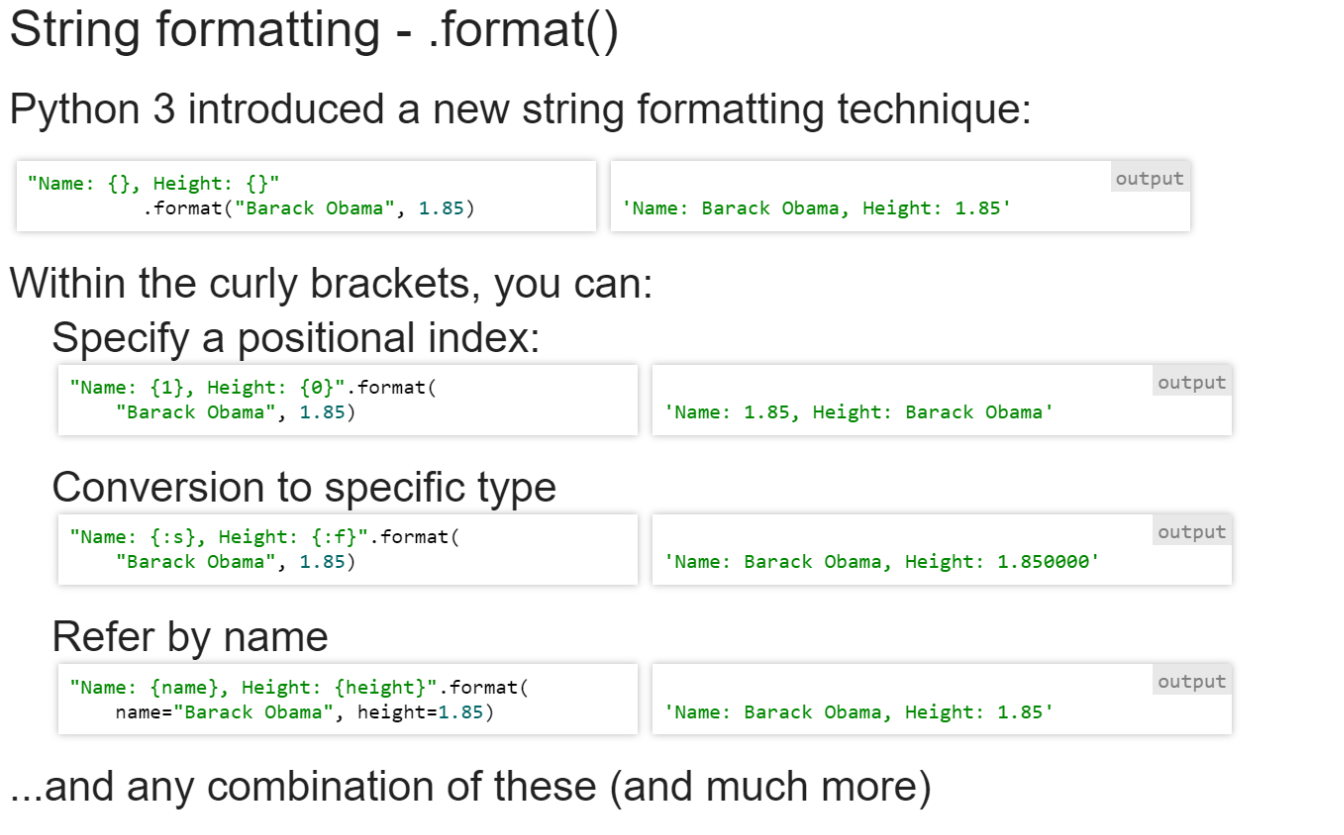 String formatting - .format()
Python 3 introduced a new string formatting technique:
"Name: {}, Height: {}"
.format("Barack Obama", 1.85)
output
'Name: Barack Obama, Height: 1.85'
Within the curly brackets, you can:
Specify a positional index:
"Name: {1}, Height: {0}".format(
"Barack Obama", 1.85)
output
'Name: 1.85, Height: Barack Obama'
Conversion to specific type
"Name: {:s}, Height: {:f}".format(
"Barack Obama", 1.85)
output
'Name: Barack Obama, Height: 1.850000'
Refer by name
"Name: {name}, Height: {height}".format(
name="Barack Obama", height=1.85)
output
'Name: Barack Obama, Height: 1.85'
...and any combination of these (and much more)